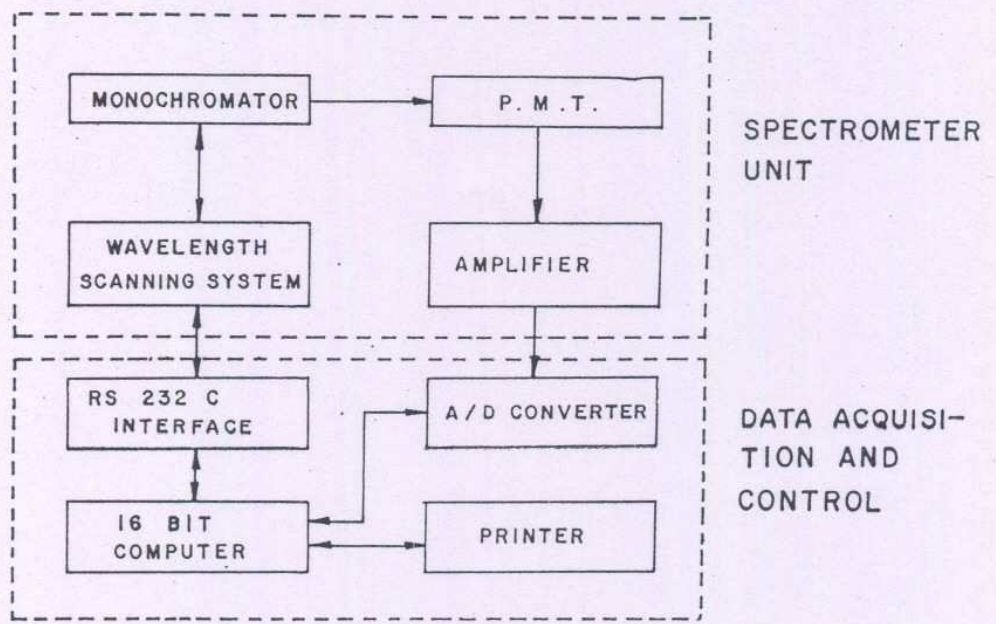 MONOCHROMATOR
P. M. T.
SPECTROMETER
UNIT
WAVELENGTH
SCANNING SYSTEM
AMPLIFIER
RS 232 C
INTERFACE
A/D CONVERTER
DATA ACQUISI-
TION AND
CONTROL
16 BIT
COMPUTER
PRINTER